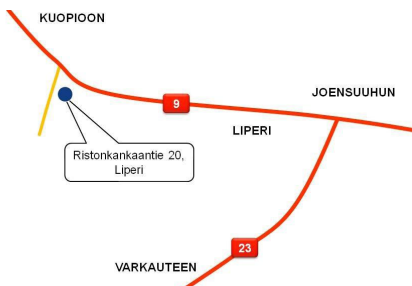 KUOPIOON
JOENSUUHUN
9
LIPERI
Ristonkankaantie 20,
Liperi
23
VARKAUTEEN